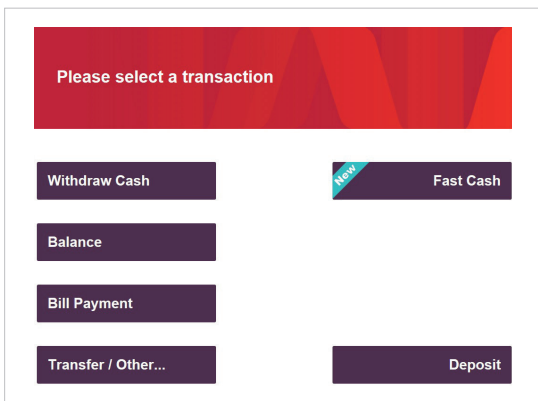 Please select a transaction
Withdraw Cash
New
Fast Cash
Balance
Bill Payment
Transfer / Other...
Deposit